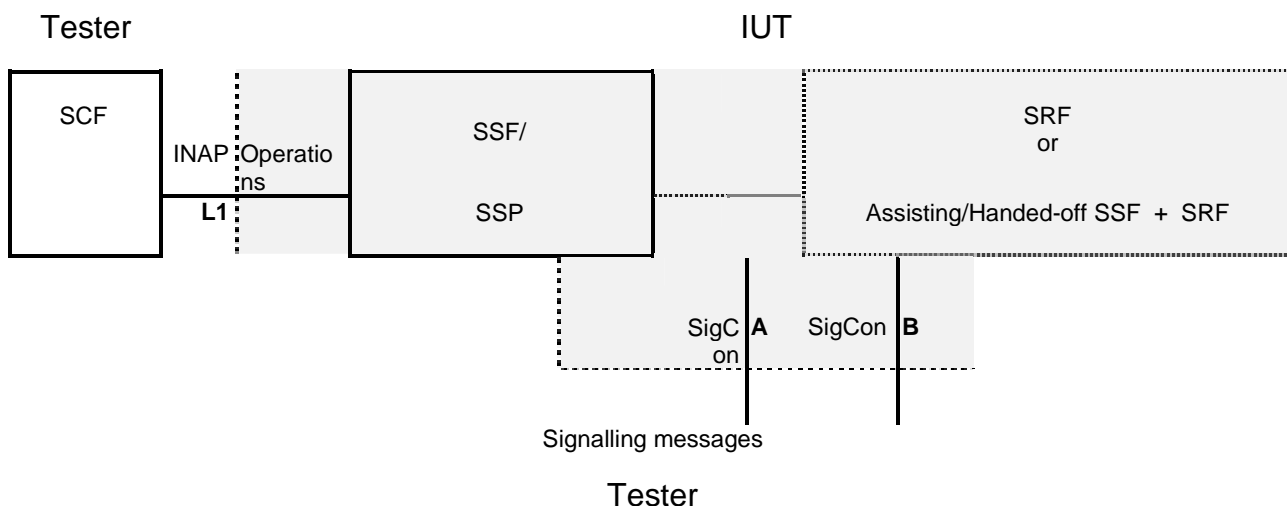 Tester
IUT
SCF
SSF/
SSP
SRF
or
Assisting/Handed-off SSF + SRF
INAP
Operatio
ns
L1
SigC
on
A
SigCon
B
Signalling messages
Tester